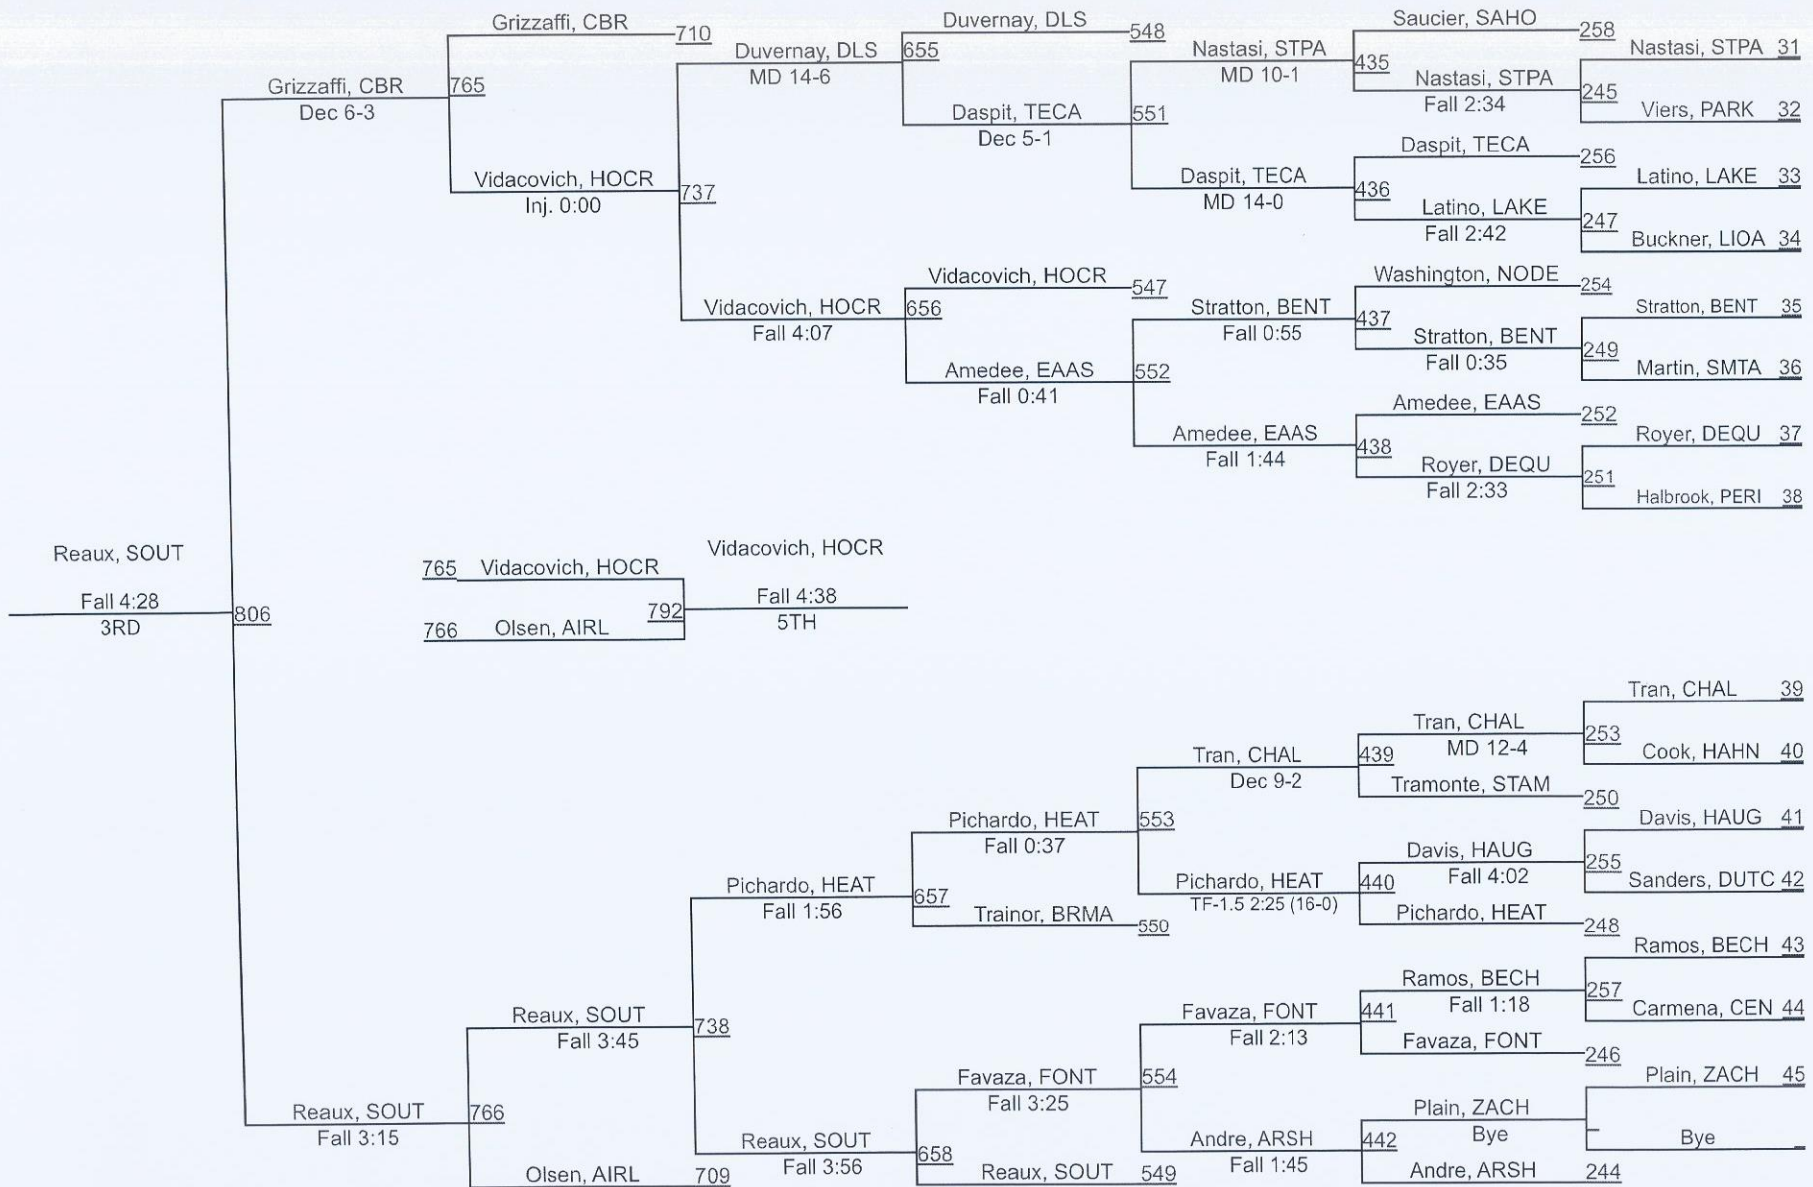 Grizzaffi, CBR
710
Duvernay, DLS
548
Saucier, SAHO
258
Nastasi, STPA 31
Duvernay, DLS
MD 14-6
655
Nastasi, STPA
MD 10-1
435
Nastasi, STPA
Fall 2:34
245
Viers, PARK 32
Grizzaffi, CBR
Dec 6-3
765
Daspit, TECA
Dec 5-1
551
Daspit, TECA
256
Latino, LAKE 33
Vidacovich, HOCR
Inj. 0:00
737
Daspit, TECA
MD 14-0
436
Latino, LAKE
Fall 2:42
247
Buckner, LIOA 34
Vidacovich, HOCR
547
Washington, NODE
254
Stratton, BENT 35
Vidacovich, HOCR
Fall 4:07
656
Stratton, BENT
Fall 0:55
437
Stratton, BENT
Fall 0:35
249
Martin, SMTA 36
Amedee, EAAS
Fall 0:41
552
Amedee, EAAS
252
Royer, DEQU 37
Amedee, EAAS
Fall 1:44
438
Royer, DEQU
Fall 2:33
251
Halbrook, PERI 38
Reaux, SOUT
Fall 4:28
3RD
806
765 Vidacovich, HOCR
766 Olsen, AIRL
792
Vidacovich, HOCR
Fall 4:38
5TH
Tran, CHAL 39
Tran, CHAL
MD 12-4
253
Cook, HAHN 40
Tran, CHAL
Dec 9-2
439
Tramonte, STAM
250
Davis, HAUG 41
Pichardo, HEAT
Fall 0:37
553
Davis, HAUG
Fall 4:02
255
Sanders, DUTC 42
Pichardo, HEAT
Fall 1:56
657
Pichardo, HEAT
TF-1.5 2:25 (16-0)
440
Pichardo, HEAT
248
Trainor, BRMA
550
Ramos, BECH 43
Ramos, BECH
Fall 1:18
257
Carmena, CEN 44
Reaux, SOUT
Fall 3:45
738
Favaza, FONT
Fall 2:13
441
Favaza, FONT
246
Plain, ZACH 45
Favaza, FONT
Fall 3:25
554
Reaux, SOUT
Fall 3:15
766
Plain, ZACH
Bye
Bye
Reaux, SOUT
Fall 3:56
658
Andre, ARSH
Fall 1:45
442
Andre, ARSH
244
Olsen, AIRL
709
Reaux, SOUT
549